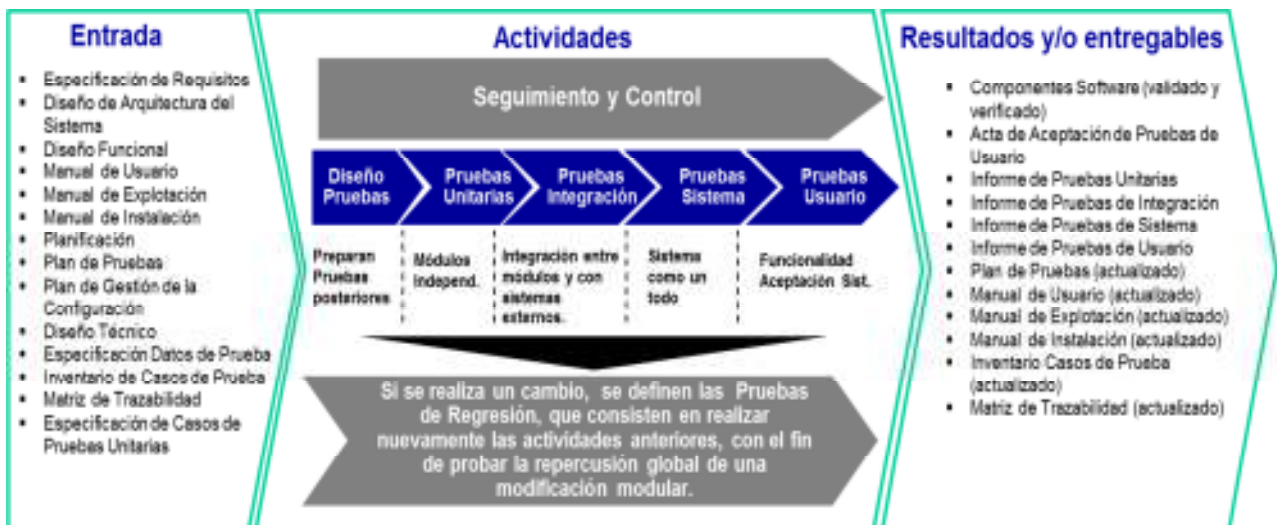 Entrada
▪ Especificación de Requisitos
▪ Diseño de Arquitectura del
Sistema
▪ Diseño Funcional
▪ Manual de Usuario
▪ Manual de Explotación
▪ Manual de Instalación
▪ Planificación
▪ Plan de Pruebas
▪ Plan de Gestión de la
Configuración
▪ Diseño Técnico
▪ Especificación Datos de Prueba
▪ Inventario de Casos de Prueba
▪ Matriz de Trazabilidad
▪ Especificación de Casos de
Pruebas Unitarias
Actividades
Seguimiento y Control
Diseño
Pruebas
Pruebas
Unitarias
Pruebas
Integración
Pruebas
Sistema
Pruebas
Usuario
Preparan
Pruebas
posteriores
Módulos
Independ.
Integración entre
módulos y con
sistemas
externos.
Sistema
como un
todo
Funcionalidad
Aceptación Sist.
Si se realiza un cambio, se definen las Pruebas
de Regresión, que consisten en realizar
nuevamente las actividades anteriores, con el fin
de probar la repercusión global de una
modificación modular.
Resultados y/o entregables
▪ Componentes Software (validado y
verificado)
▪ Acta de Aceptación de Pruebas de
Usuario
▪ Informe de Pruebas Unitarias
▪ Informe de Pruebas de Integración
▪ Informe de Pruebas de Sistema
▪ Informe de Pruebas de Usuario
▪ Plan de Pruebas (actualizado)
▪ Manual de Usuario (actualizado)
▪ Manual de Explotación (actualizado)
▪ Manual de Instalación (actualizado)
▪ Inventario Casos de Prueba
(actualizado)
▪ Matriz de Trazabilidad (actualizado)